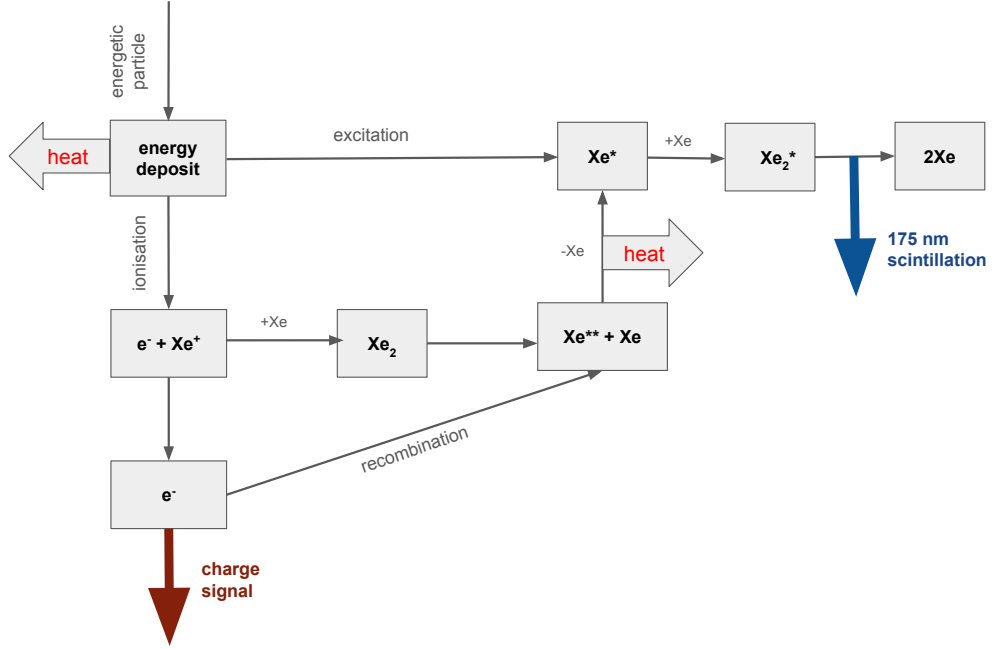 energetic
particle
heat
energy
deposit
excitation
Xe*
+Xe
Xe₂*
2Xe
ionisation
-Xe
heat
175 nm
scintillation
e⁻ + Xe⁺
+Xe
Xe₂
Xe** + Xe
recombination
e⁻
charge
signal